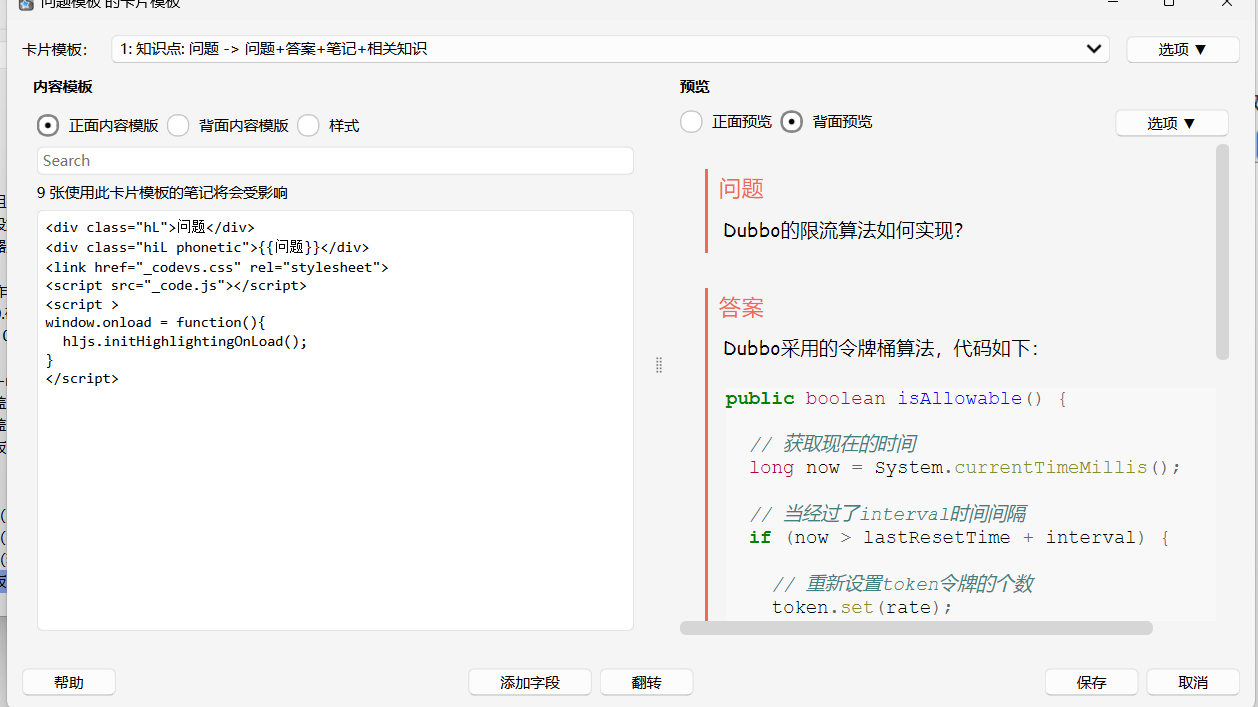 问题模板 的卡片模板
卡片模板：
1: 知识点: 问题 -> 问题+答案+笔记+相关知识
选项 ▼
内容模板
正面内容模版
背面内容模版
样式
Search
9 张使用此卡片模板的笔记将会受影响
<div class="hL">问题</div>
<div class="hiL phonetic">{{问题}}</div>
<link href="_codevs.css" rel="stylesheet">
<script src="_code.js"></script>
<script >
window.onload = function(){
  hljs.initHighlightingOnLoad();
}
</script>
预览
正面预览
背面预览
选项 ▼
问题
Dubbo的限流算法如何实现?
答案
Dubbo采用的令牌桶算法，代码如下：
public boolean isAllowable() {
// 获取现在的时间
long now = System.currentTimeMillis();
// 当经过了interval时间间隔
if (now > lastResetTime + interval) {
// 重新设置token令牌的个数
token.set(rate);
帮助
添加字段
翻转
保存
取消